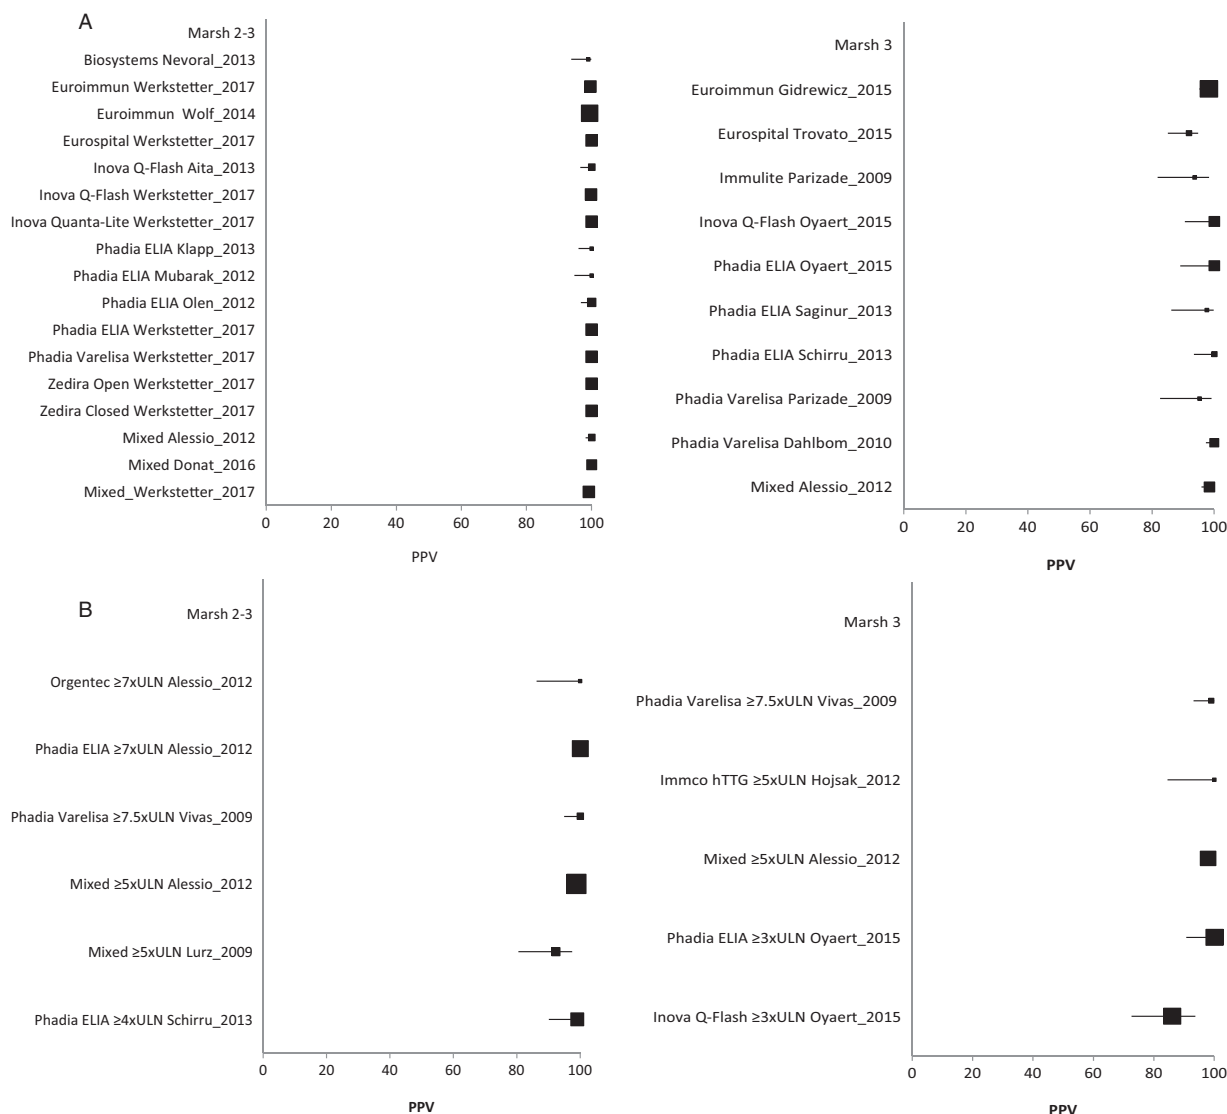 A
Marsh 2-3
Biosystems Nevoral_2013
Euroimmun Werkstetter_2017
Euroimmun Wolf_2014
Eurospital Werkstetter_2017
Inova Q-Flash Aita_2013
Inova Q-Flash Werkstetter_2017
Inova Quanta-Lite Werkstetter_2017
Phadia ELIA Klapp_2013
Phadia ELIA Mubarak_2012
Phadia ELIA Olen_2012
Phadia ELIA Werkstetter_2017
Phadia Varelisa Werkstetter_2017
Zedira Open Werkstetter_2017
Zedira Closed Werkstetter_2017
Mixed Alessio_2012
Mixed Donat_2016
Mixed_Werkstetter_2017
0 20 40 60 80 100
PPV
Marsh 3
Euroimmun Gidrewicz_2015
Eurospital Trovato_2015
Immulite Parizade_2009
Inova Q-Flash Oyaert_2015
Phadia ELIA Oyaert_2015
Phadia ELIA Saginur_2013
Phadia ELIA Schirru_2013
Phadia Varelisa Parizade_2009
Phadia Varelisa Dahlbom_2010
Mixed Alessio_2012
0 20 40 60 80 100
PPV
B
Marsh 2-3
Orgentec ≥7xULN Alessio_2012
Phadia ELIA ≥7xULN Alessio_2012
Phadia Varelisa ≥7.5xULN Vivas_2009
Mixed ≥5xULN Alessio_2012
Mixed ≥5xULN Lurz_2009
Phadia ELIA ≥4xULN Schirru_2013
0 20 40 60 80 100
PPV
Marsh 3
Phadia Varelisa ≥7.5xULN Vivas_2009
Immco hTTG ≥5xULN Hojsak_2012
Mixed ≥5xULN Alessio_2012
Phadia ELIA ≥3xULN Oyaert_2015
Inova Q-Flash ≥3xULN Oyaert_2015
0 20 40 60 80 100
PPV